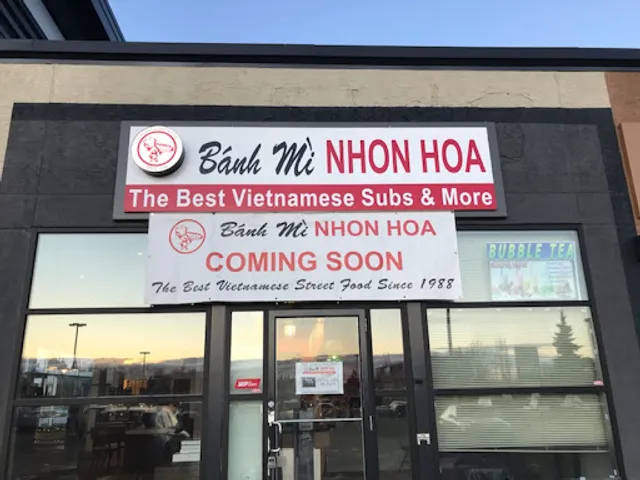 Bánh Mì NHON HOA
The Best Vietnamese Subs & More
Bánh Mì NHON HOA
COMING SOON
The Best Vietnamese Street Food Since 1988
BUBBLE TEA